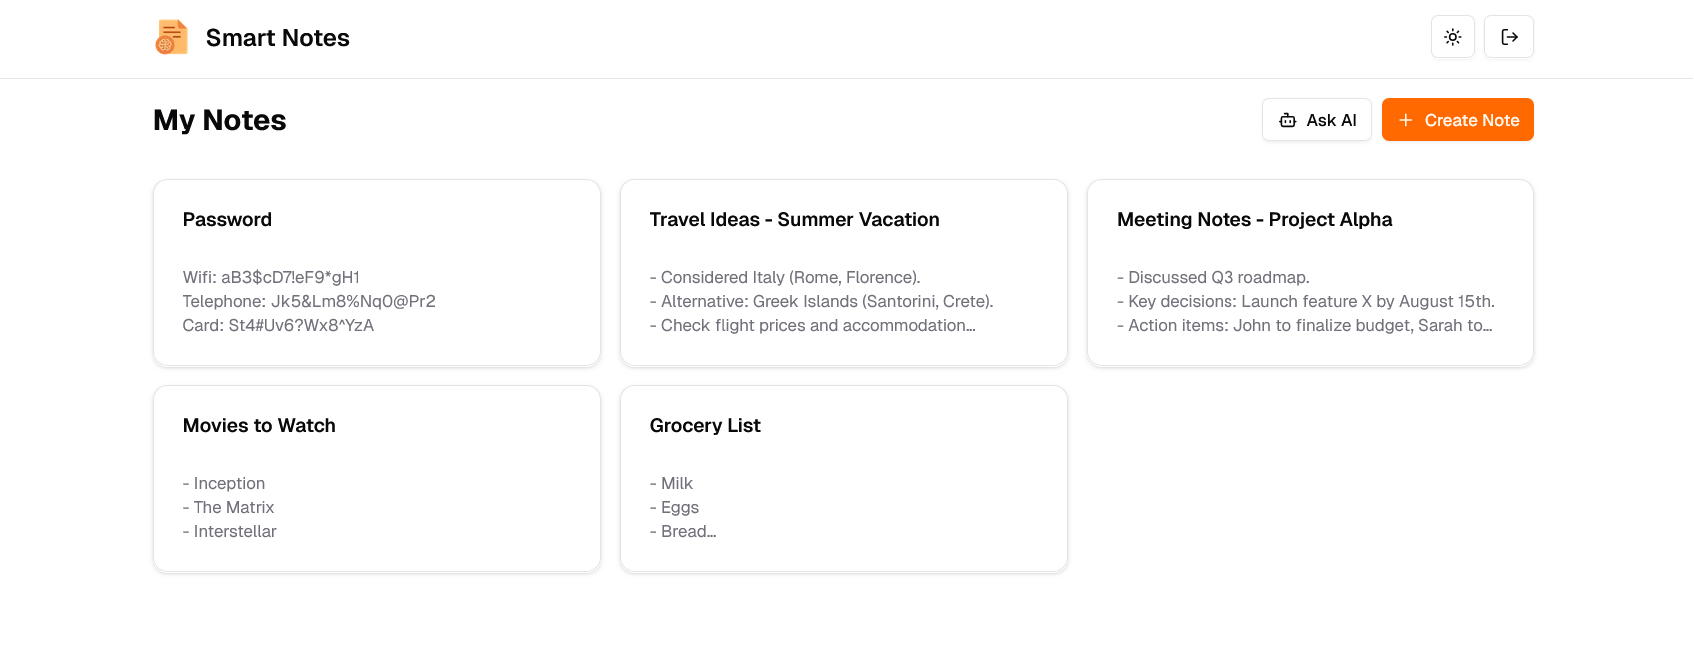 Smart Notes
My Notes
Ask AI
Create Note
Password
Wifi: aB3$cD7!eF9*gH1
Telephone: Jk5&Lm8%Nq0@Pr2
Card: St4#Uv6?Wx8^YzA
Travel Ideas - Summer Vacation
- Considered Italy (Rome, Florence).
- Alternative: Greek Islands (Santorini, Crete).
- Check flight prices and accommodation...
Meeting Notes - Project Alpha
- Discussed Q3 roadmap.
- Key decisions: Launch feature X by August 15th.
- Action items: John to finalize budget, Sarah to...
Movies to Watch
- Inception
- The Matrix
- Interstellar
Grocery List
- Milk
- Eggs
- Bread...